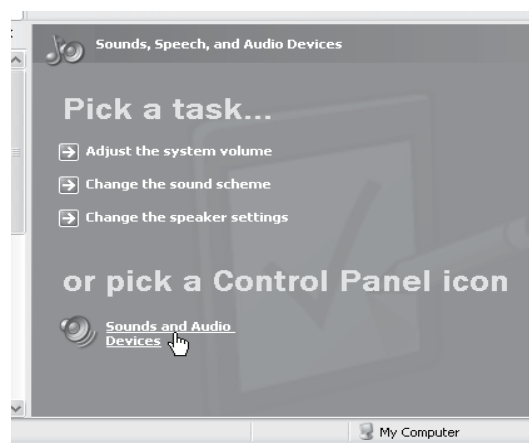 Sounds, Speech, and Audio Devices
Pick a task...
Adjust the system volume
Change the sound scheme
Change the speaker settings
or pick a Control Panel icon
Sounds and Audio
Devices
My Computer